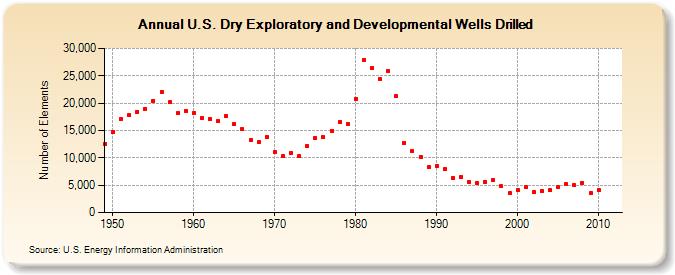 Annual U.S. Dry Exploratory and Developmental Wells Drilled
Number of Elements
30,000
25,000
20,000
15,000
10,000
5,000
0
1950 1960 1970 1980 1990 2000 2010
Source: U.S. Energy Information Administration